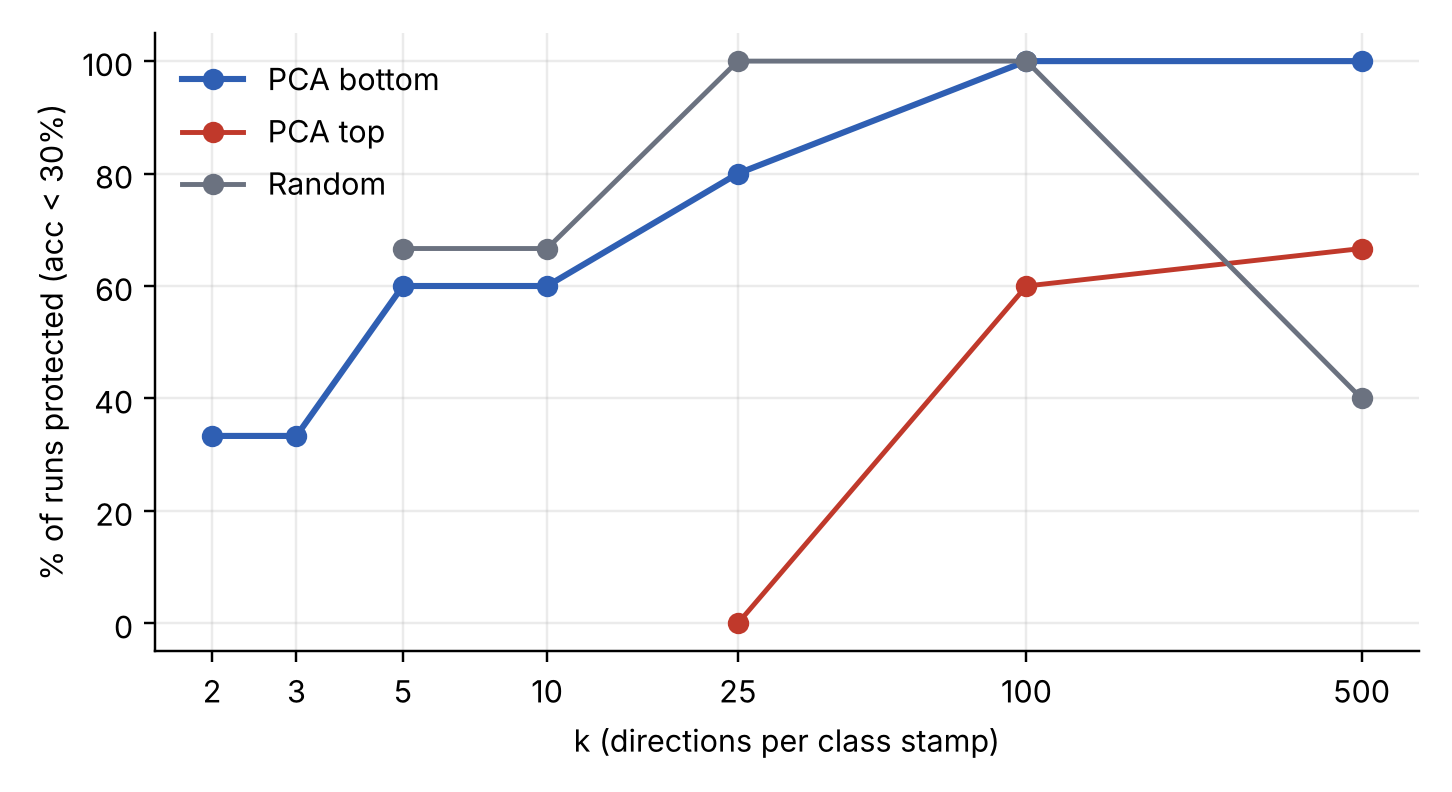 100
80
60
40
20
0
% of runs protected (acc < 30%)
PCA bottom
PCA top
Random
2 3 5 10 25 100 500
k (directions per class stamp)